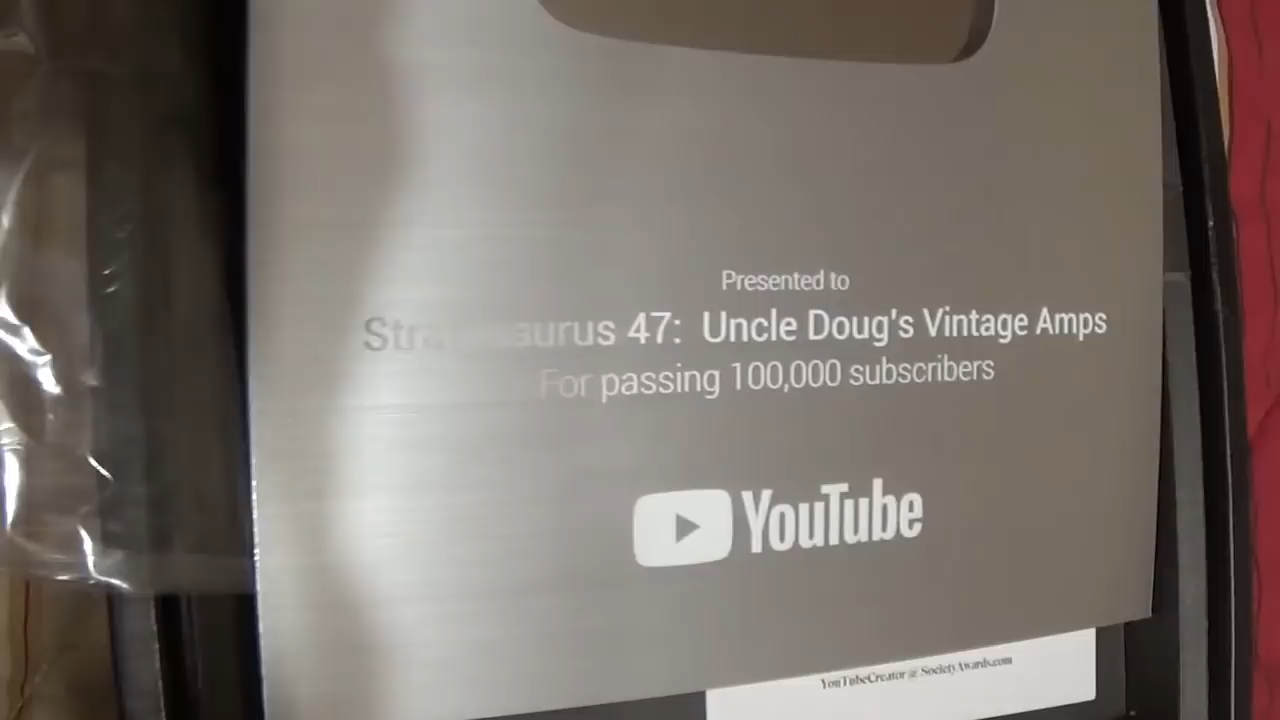 Presented to
47: Uncle Doug's Vintage Amps
For passing 100,000 subscribers
YouTube
YouTubeCreator @ SocietyAwards.com